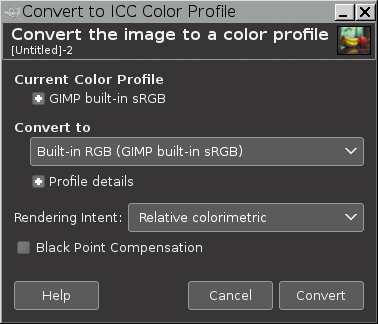 Convert to ICC Color Profile
Convert the image to a color profile
[Untitled]-2
Current Color Profile
GIMP built-in sRGB
Convert to
Built-in RGB (GIMP built-in sRGB)
Profile details
Rendering Intent: Relative colorimetric
Black Point Compensation
Help Cancel Convert